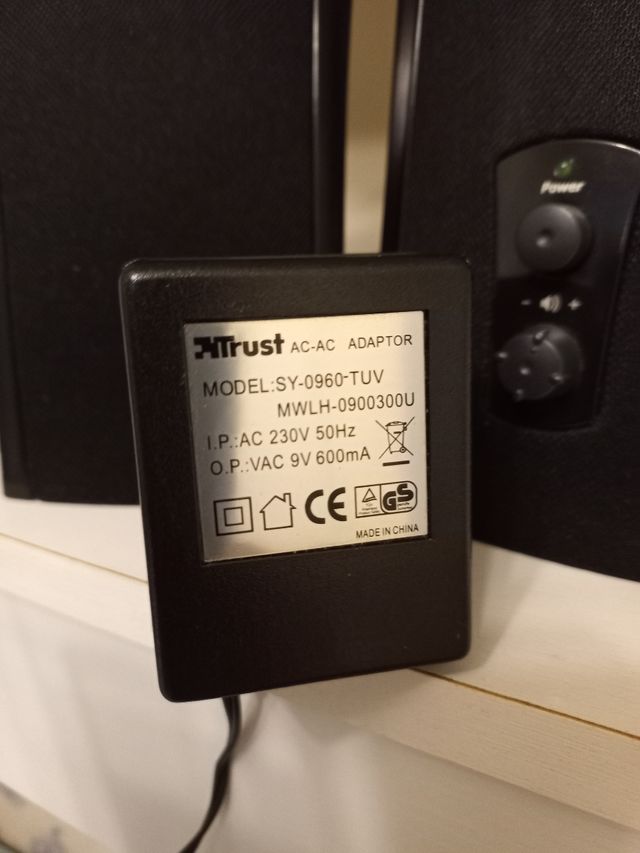 Power
- +
Trust AC-AC ADAPTOR
MODEL:SY-0960-TUV
MWLH-0900300U
I.P.:AC 230V 50Hz
O.P.:VAC 9V 600mA
CE
GS
MADE IN CHINA